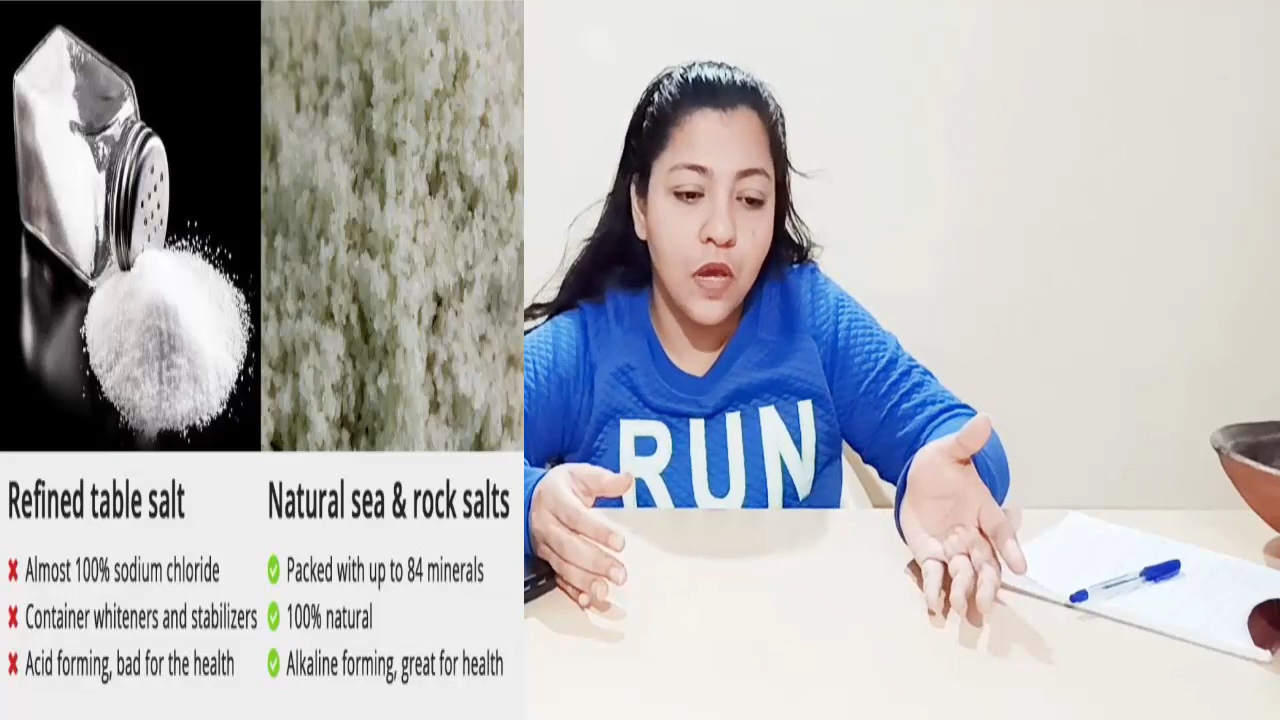 Refined table salt
Almost 100% sodium chloride
Container whiteners and stabilizers
Acid forming, bad for the health
Natural sea & rock salts
Packed with up to 84 minerals
100% natural
Alkaline forming, great for health
RUN